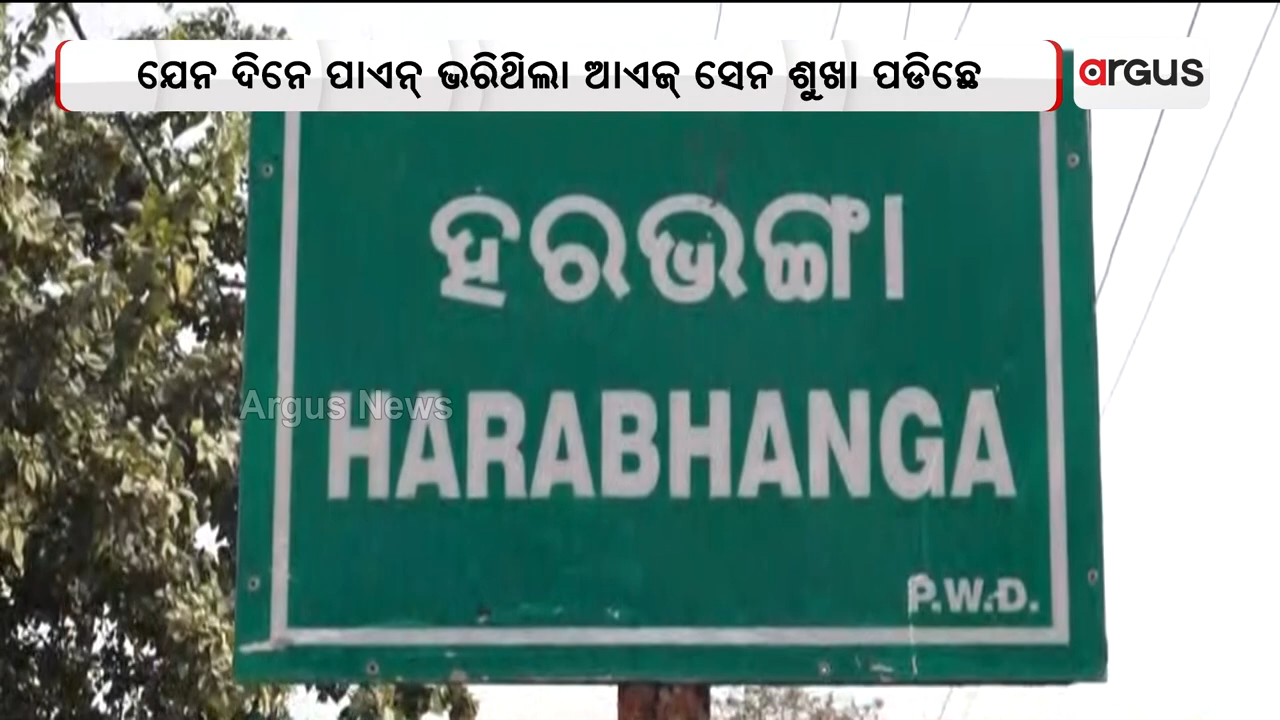 ଯେନ ଦିନେ ପାଏନ୍ ଭରିଥିଲା ଆଏଜ୍ ସେନ ଶୁଖା ପଡିଛେ
argus
ହରଭଙ୍ଗା
Argus News
HARABHANGA
P.W.D.